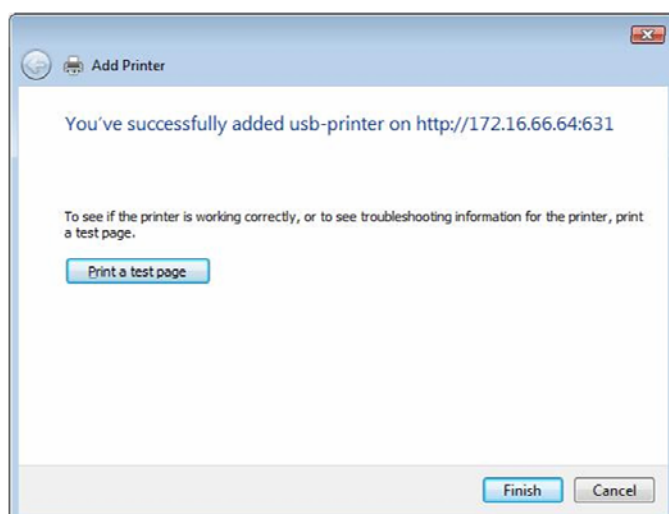 Add Printer
You've successfully added usb-printer on http://172.16.66.64:631
To see if the printer is working correctly, or to see troubleshooting information for the printer, print
a test page.
Print a test page
Finish Cancel